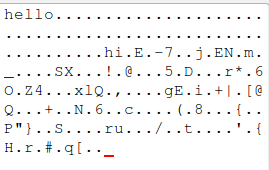 hello......................
...........................
..........hi.E.-7..j.EN.m.
_....SX...!.@...5.D...r*.6
O.Z4...xlQ.,....gE.i.+|.[@
Q...+..N.6..c....(.8...{..
P"}..S....ru.../..t....'.{
H.r.#.q[..